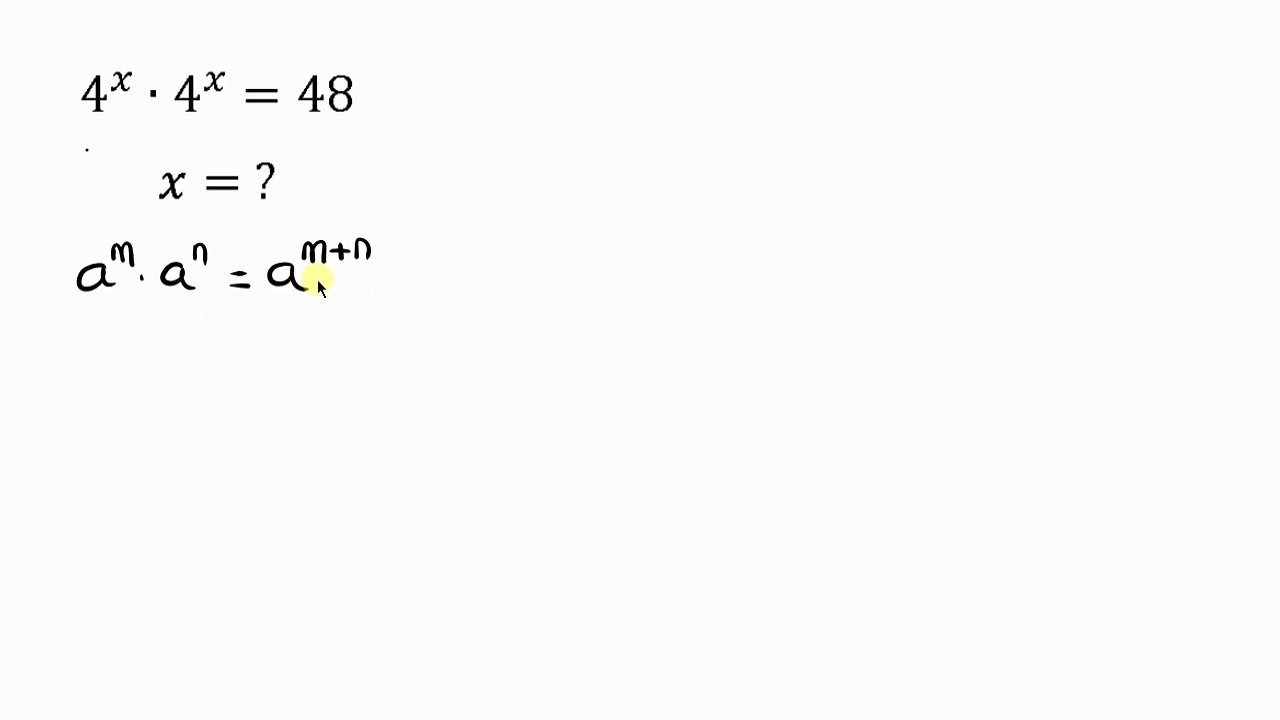 4^x · 4^x = 48
x = ?
a^m · a^n = a^{m+n}